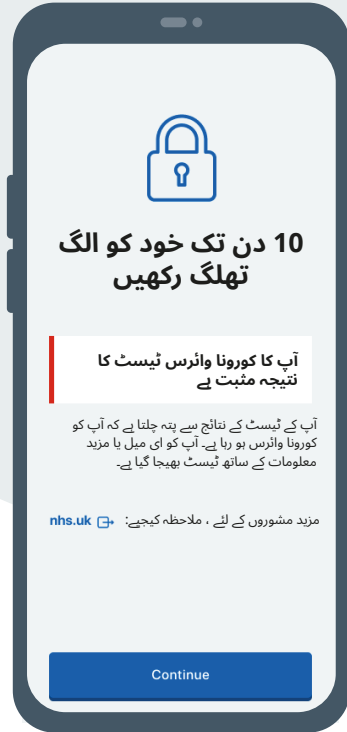 10 دن تک خود کو الگ
تھلگ رکھیں
آپ کا کورونا وائرس ٹیسٹ کا
نتیجہ مثبت ہے
آپ کے ٹیسٹ کے نتائج سے پتہ چلتا ہے کہ آپ کو
کورونا وائرس ہو رہا ہے۔ آپ کو ای میل یا مزید
معلومات کے ساتھ ٹیسٹ بھیجا گیا ہے۔
مزید مشوروں کے لئے ، ملاحظہ کیجیے: nhs.uk
Continue